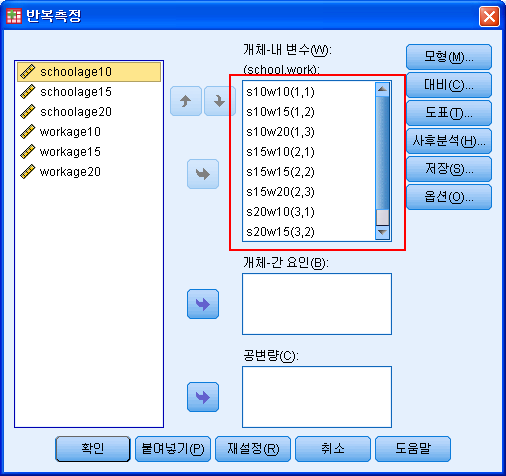 반복측정
개체-내 변수(W):
(school,work):
schoolage10
schoolage15
schoolage20
workage10
workage15
workage20
s10w10(1,1)
s10w15(1,2)
s10w20(1,3)
s15w10(2,1)
s15w15(2,2)
s15w20(2,3)
s20w10(3,1)
s20w15(3,2)
모형(M)...
대비(C)...
도표(T)...
사후분석(H)...
저장(S)...
옵션(O)...
개체-간 요인(B):
공변량(C):
확인
붙여넣기(P)
재설정(R)
취소
도움말